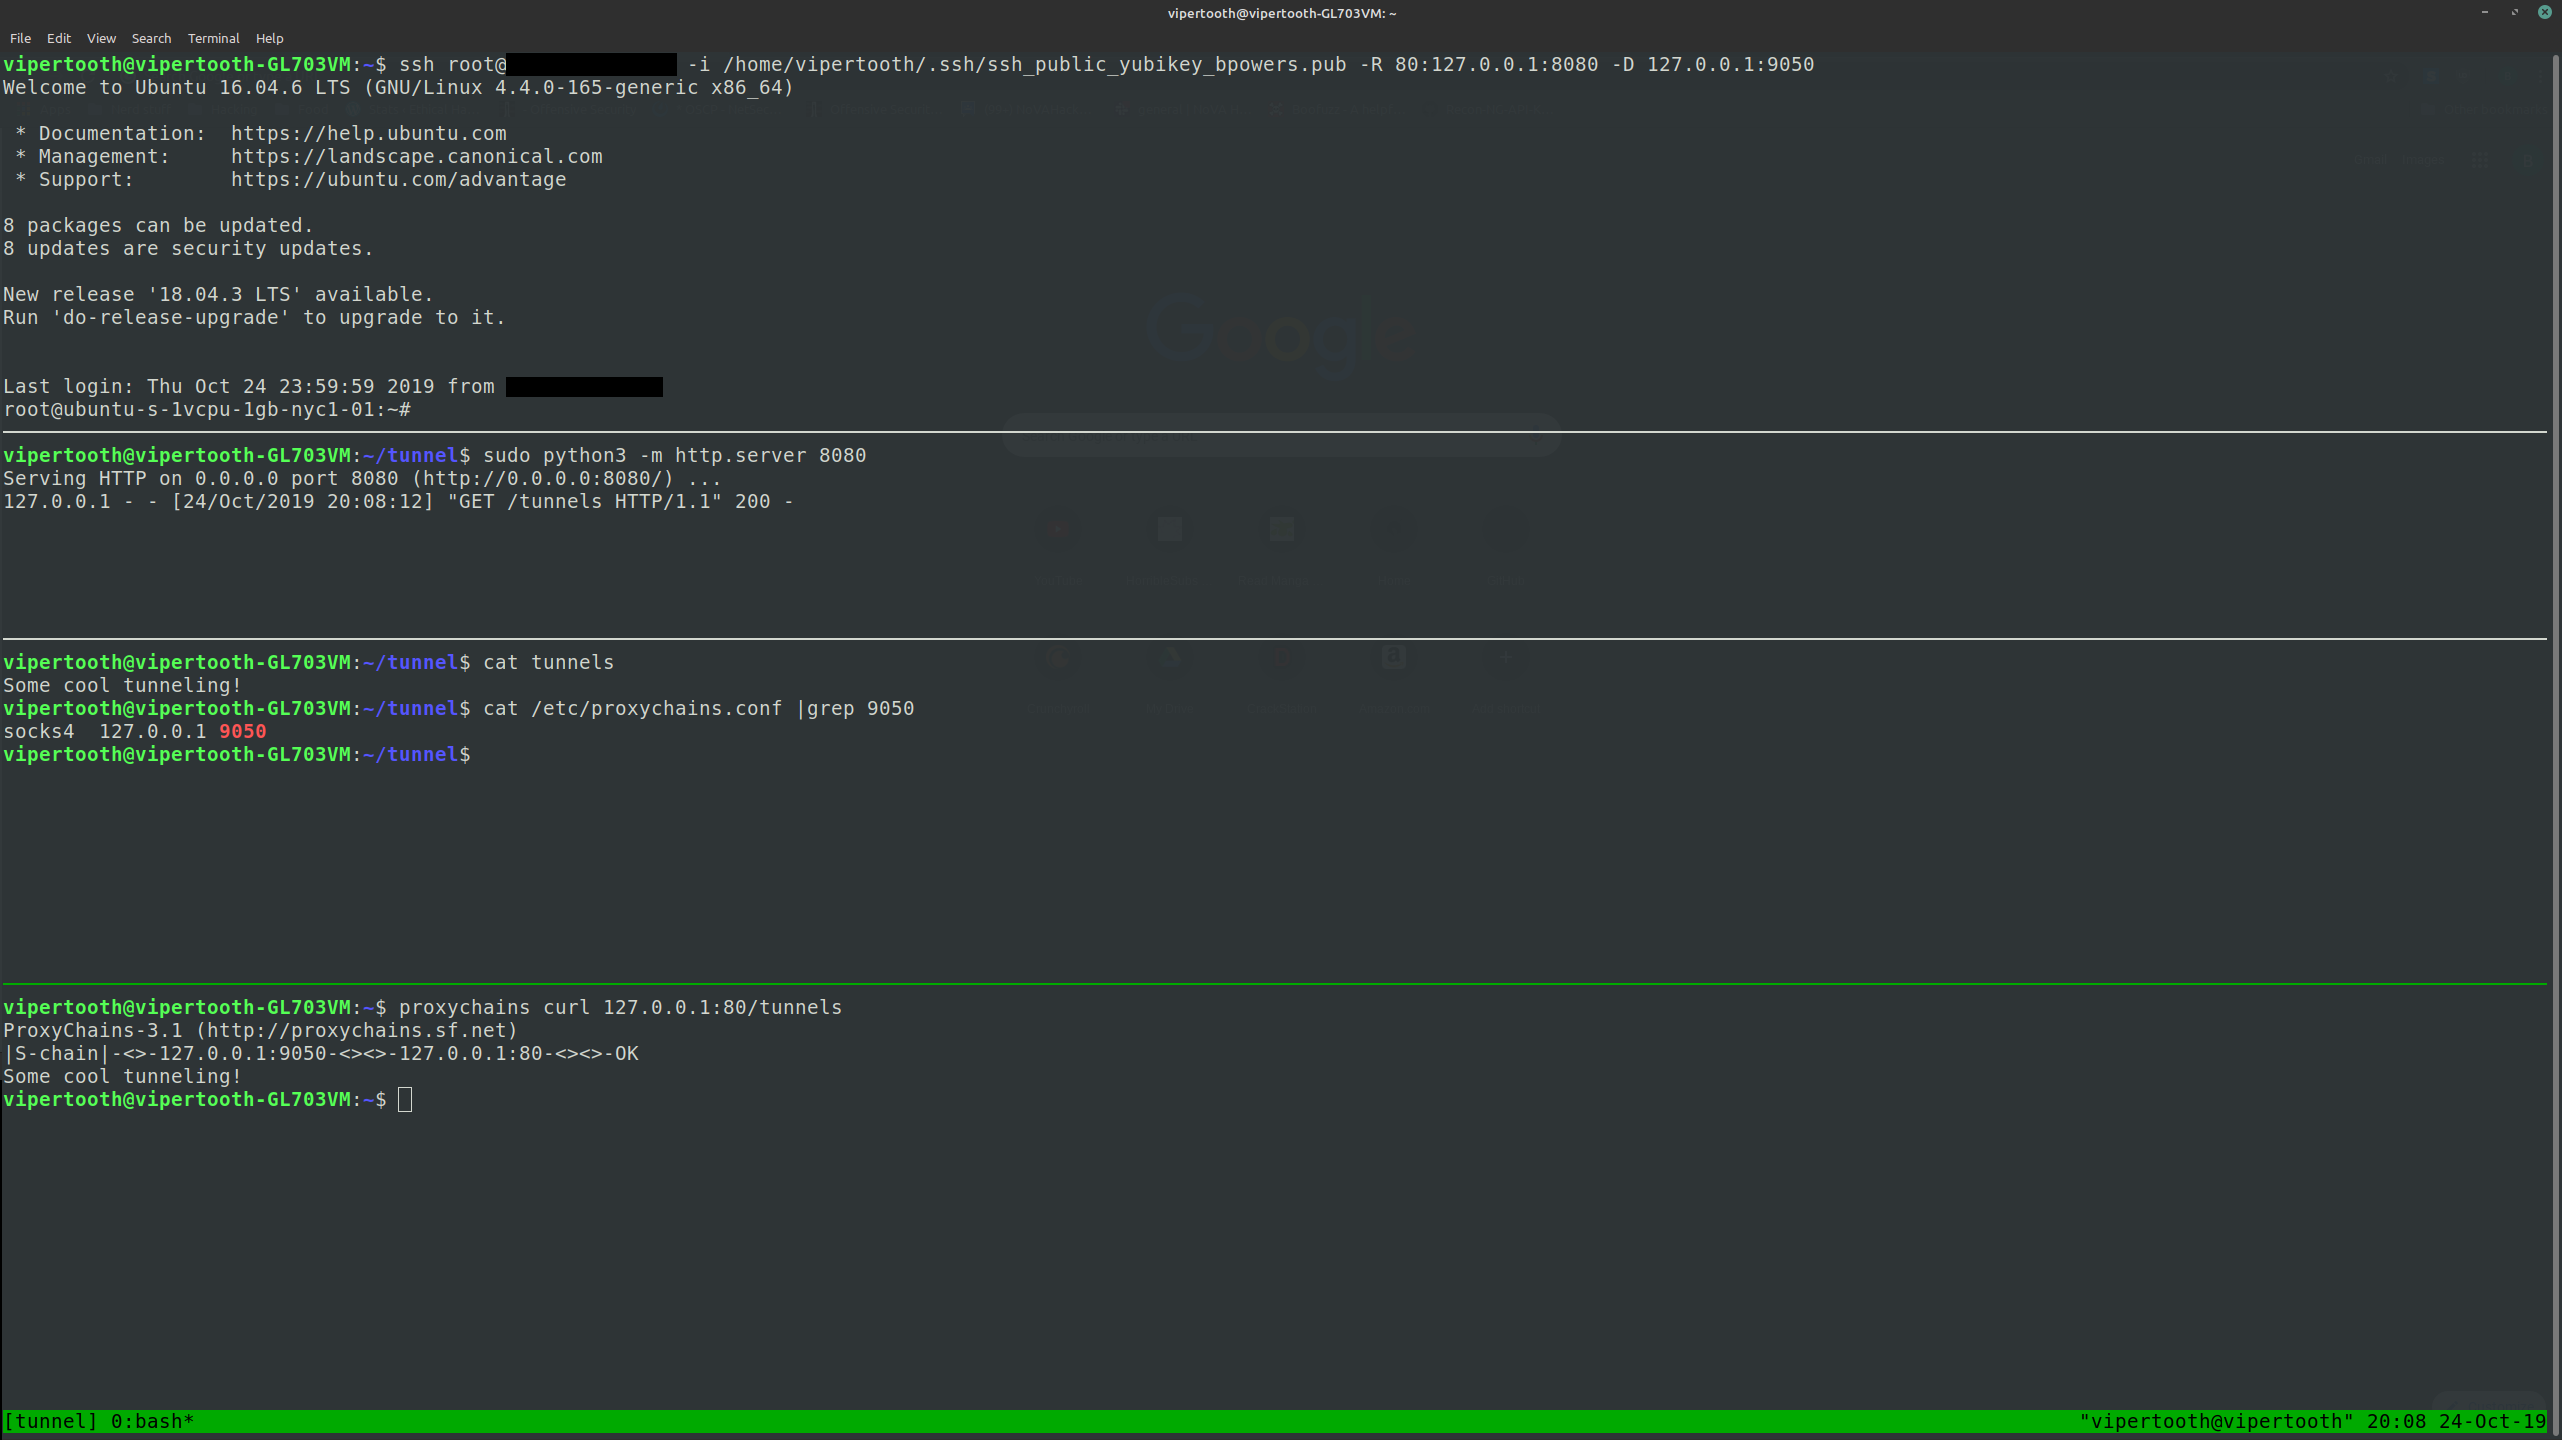 vipertooth@vipertooth-GL703VM: ~
File Edit View Search Terminal Help
vipertooth@vipertooth-GL703VM:~$ ssh root@ -i /home/vipertooth/.ssh/ssh_public_yubikey_bpowers.pub -R 80:127.0.0.1:8080 -D 127.0.0.1:9050
Welcome to Ubuntu 16.04.6 LTS (GNU/Linux 4.4.0-165-generic x86_64)
* Documentation:  https://help.ubuntu.com
* Management:     https://landscape.canonical.com
* Support:        https://ubuntu.com/advantage
8 packages can be updated.
8 updates are security updates.
New release '18.04.3 LTS' available.
Run 'do-release-upgrade' to upgrade to it.
Google
Last login: Thu Oct 24 23:59:59 2019 from
root@ubuntu-s-1vcpu-1gb-nyc1-01:~#
vipertooth@vipertooth-GL703VM:~/tunnel$ sudo python3 -m http.server 8080
Serving HTTP on 0.0.0.0 port 8080 (http://0.0.0.0:8080/) ...
127.0.0.1 - - [24/Oct/2019 20:08:12] "GET /tunnels HTTP/1.1" 200 -
vipertooth@vipertooth-GL703VM:~/tunnel$ cat tunnels
Some cool tunneling!
vipertooth@vipertooth-GL703VM:~/tunnel$ cat /etc/proxychains.conf |grep 9050
socks4  127.0.0.1 9050
vipertooth@vipertooth-GL703VM:~/tunnel$
vipertooth@vipertooth-GL703VM:~$ proxychains curl 127.0.0.1:80/tunnels
ProxyChains-3.1 (http://proxychains.sf.net)
|S-chain|-<>-127.0.0.1:9050-<><>-127.0.0.1:80-<><>-OK
Some cool tunneling!
vipertooth@vipertooth-GL703VM:~$
[tunnel] 0:bash* "vipertooth@vipertooth" 20:08 24-Oct-19